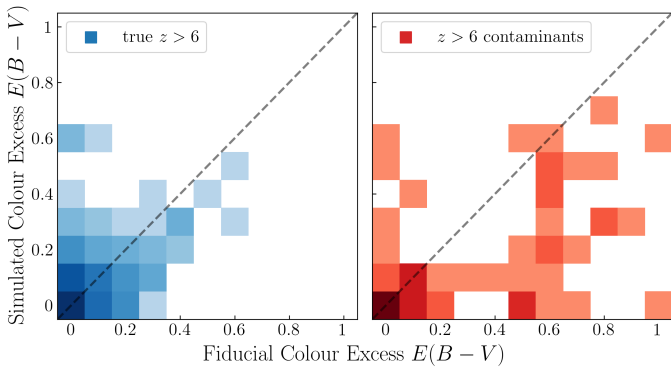 Simulated Colour Excess E(B − V)
true z > 6
z > 6 contaminants
1
0.8
0.6
0.4
0.2
0
0 0.2 0.4 0.6 0.8 1
0 0.2 0.4 0.6 0.8 1
Fiducial Colour Excess E(B − V)